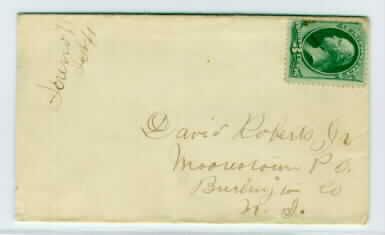 David Roberts, Jr
Moorestown P.O.
Burlington Co
N. J.